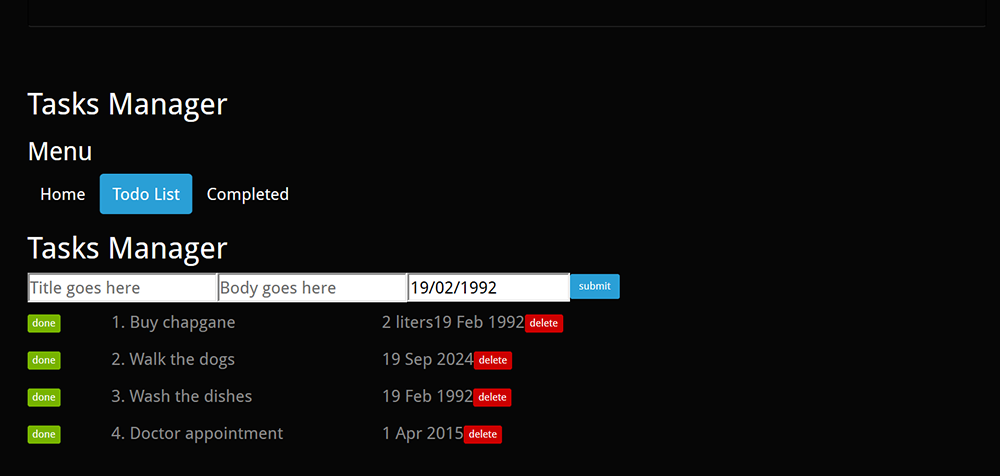 Tasks Manager
Menu
Home Todo List Completed
Tasks Manager
Title goes here Body goes here 19/02/1992 submit
done 1. Buy chapgane 2 liters19 Feb 1992 delete
done 2. Walk the dogs 19 Sep 2024 delete
done 3. Wash the dishes 19 Feb 1992 delete
done 4. Doctor appointment 1 Apr 2015 delete